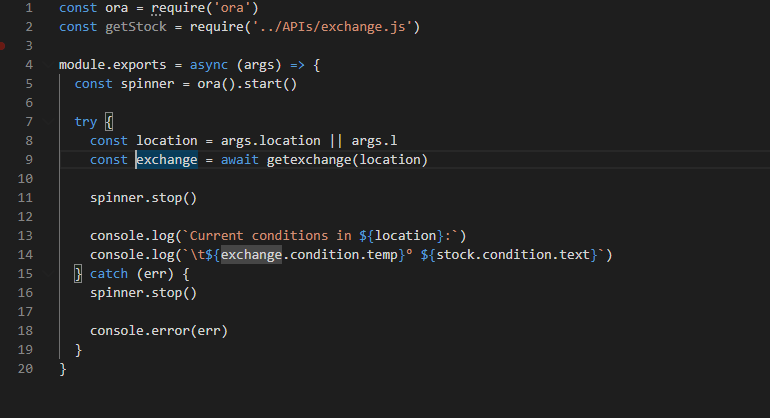 1 const ora = require('ora')
2 const getStock = require('../APIs/exchange.js')
3
4 module.exports = async (args) => {
5   const spinner = ora().start()
6
7   try {
8     const location = args.location || args.l
9     const exchange = await getexchange(location)
10
11     spinner.stop()
12
13     console.log(`Current conditions in ${location}:`)
14     console.log(`\t${exchange.condition.temp}° ${stock.condition.text}`)
15   } catch (err) {
16     spinner.stop()
17
18     console.error(err)
19   }
20 }